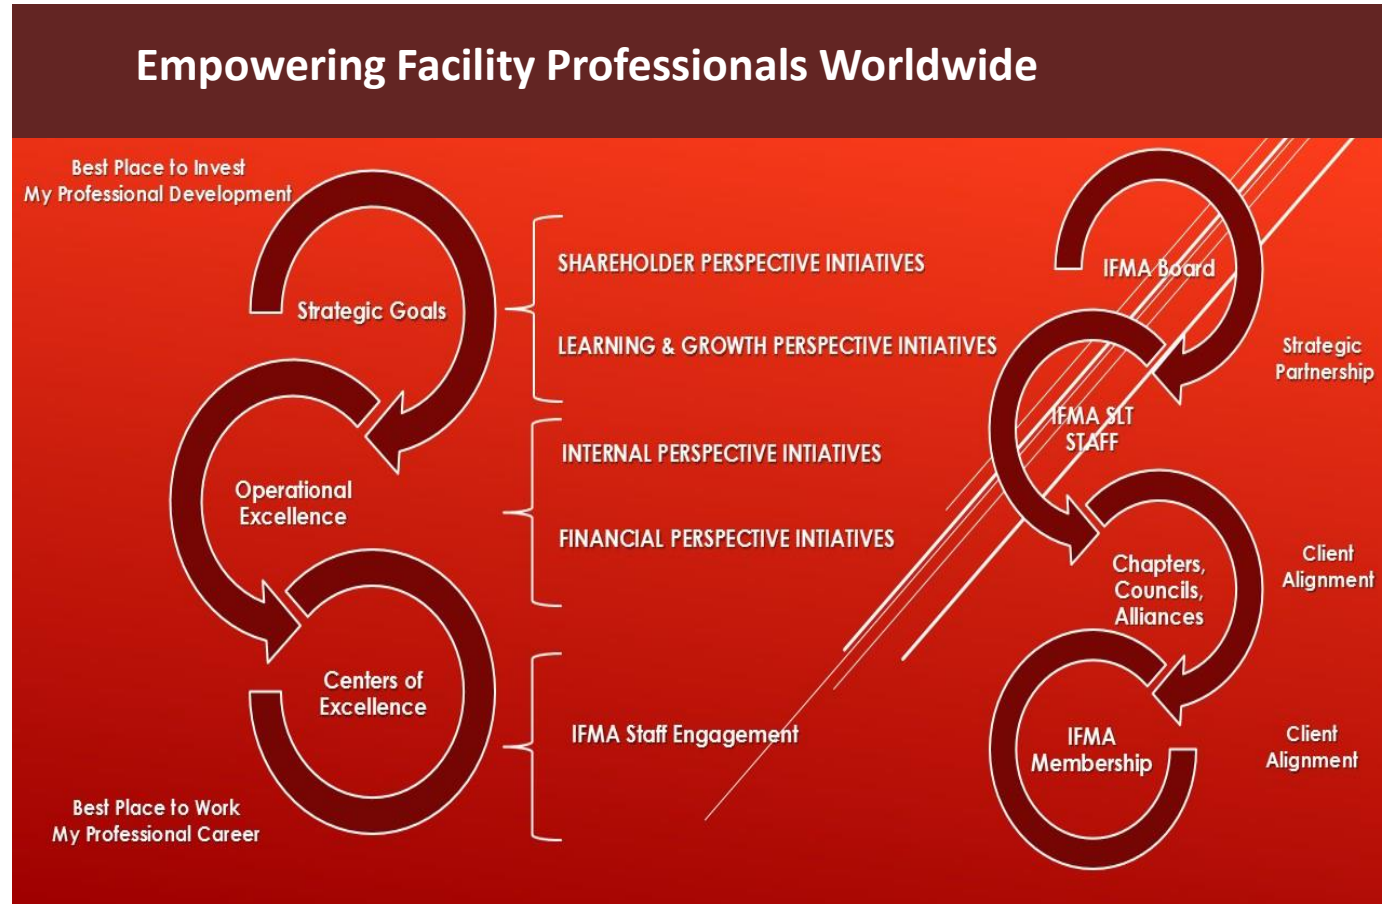 Empowering Facility Professionals Worldwide
Best Place to Invest
My Professional Development
Strategic Goals
Operational
Excellence
Centers of
Excellence
Best Place to Work
My Professional Career
SHAREHOLDER PERSPECTIVE INTIATIVES
LEARNING & GROWTH PERSPECTIVE INTIATIVES
INTERNAL PERSPECTIVE INTIATIVES
FINANCIAL PERSPECTIVE INTIATIVES
IFMA Staff Engagement
IFMA Board
Strategic
Partnership
IFMA SLT
STAFF
Chapters,
Councils,
Alliances
Client
Alignment
IFMA
Membership
Client
Alignment